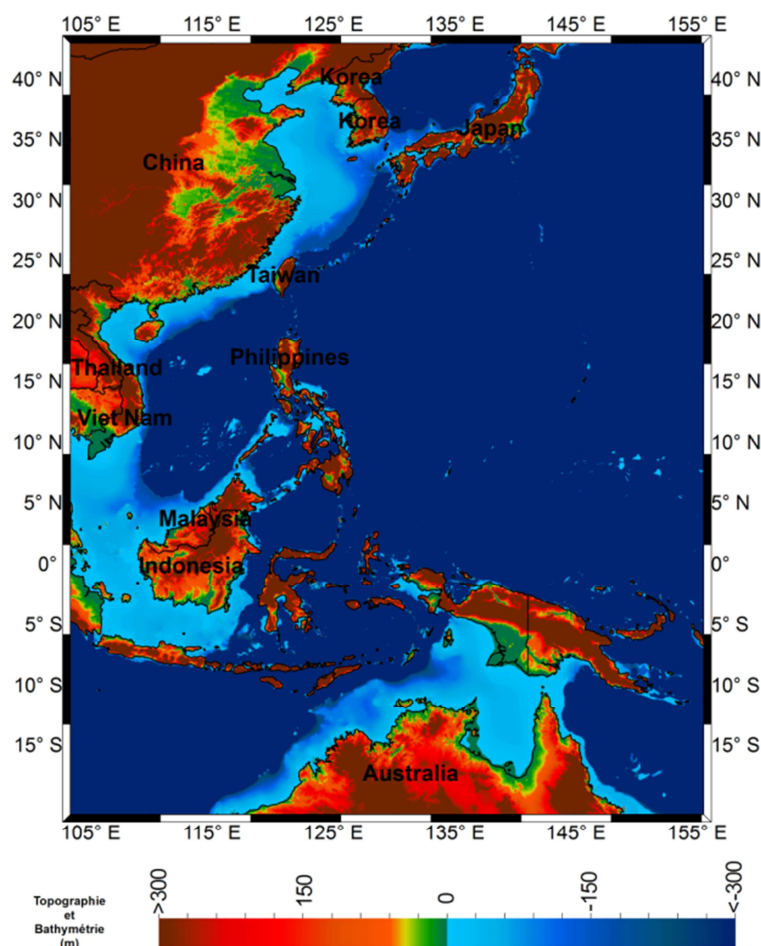 105° E 115° E 125° E 135° E 145° E 155° E
40° N Korea 40° N
Korea
Japan
35° N 35° N
China
30° N 30° N
25° N 25° N
Taiwan
20° N 20° N
Philippines
Thailand
15° N 15° N
Viet Nam
10° N 10° N
5° N 5° N
Malaysia
0° Indonesia 0°
5° S 5° S
10° S 10° S
15° S 15° S
Australia
105° E 115° E 125° E 135° E 145° E 155° E
>300 150 0 -150 <-300
Topographie
et
Bathymétrie
(m)